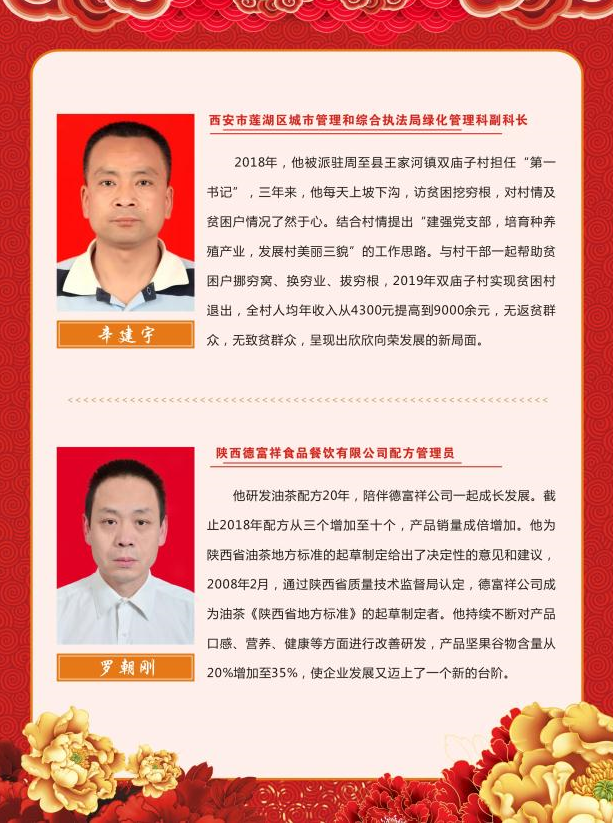 西安市莲湖区城市管理和综合执法局绿化管理科副科长
2018年，他被派驻周至县王家河镇双庙子村担任“第一
书记”，三年来，他每天上坡下沟，访贫困挖穷根，对村情及
贫困户情况了然于心。结合村情提出“建强党支部，培育种养
殖产业，发展村美丽三貌”的工作思路。与村干部一起帮助贫
困户挪穷窝、换穷业、拔穷根，2019年双庙子村实现贫困村
退出，全村人均年收入从4300元提高到9000余元，无返贫群
众，无致贫群众，呈现出欣欣向荣发展的新局面。
辛建宇
陕西德富祥食品餐饮有限公司配方管理员
他研发油茶配方20年，陪伴德富祥公司一起成长发展。截
止2018年配方从三个增加至十个，产品销量成倍增加。他为
陕西省油茶地方标准的起草制定给出了决定性的意见和建议，
2008年2月，通过陕西省质量技术监督局认定，德富祥公司成
为油茶《陕西省地方标准》的起草制定者。他持续不断对产品
口感、营养、健康等方面进行改善研发，产品坚果谷物含量从
20%增加至35%，使企业发展又迈上了一个新的台阶。
罗朝刚